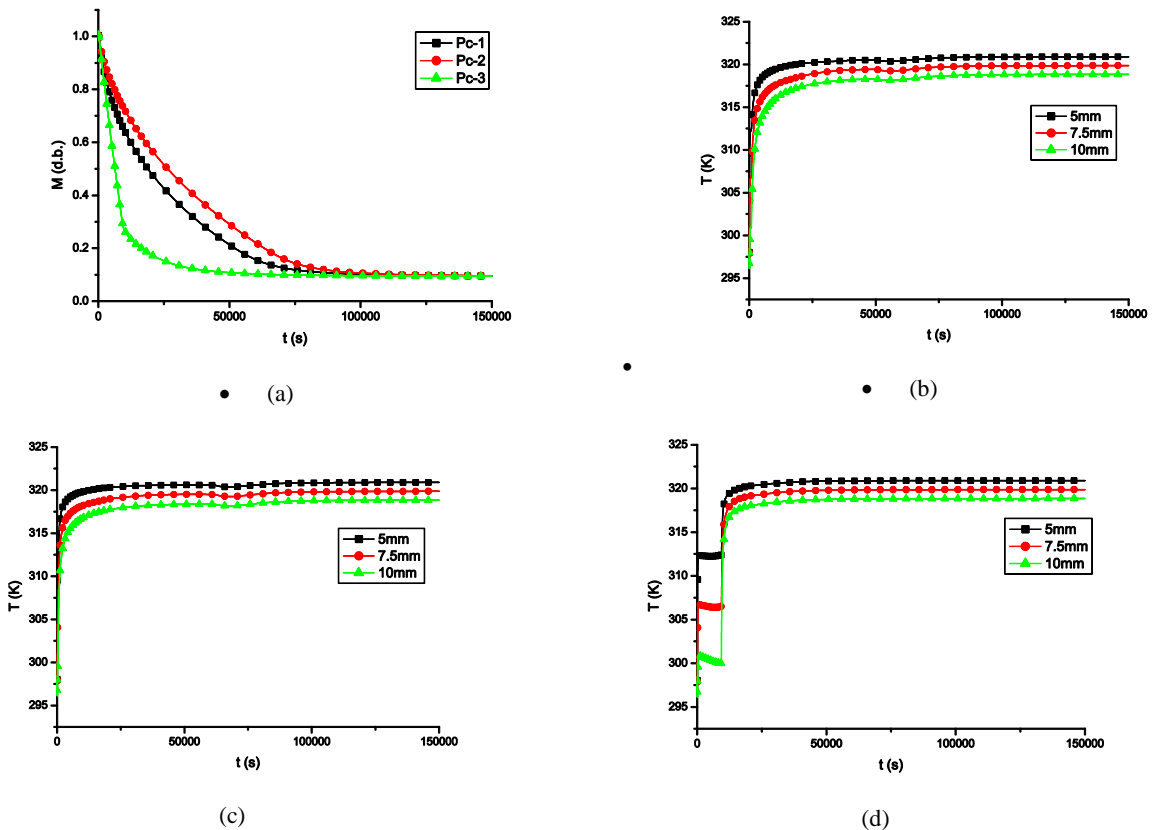 1.0
0.8
0.6
0.4
0.2
0.0
M (d.b.)
0 50000 100000 150000
t (s)
Pc-1
Pc-2
Pc-3
• (a)
325
320
315
310
305
300
295
T (K)
0 50000 100000 150000
t (s)
5mm
7.5mm
10mm
•
• (b)
325
320
315
310
305
300
295
T (K)
0 50000 100000 150000
t (s)
5mm
7.5mm
10mm
(c)
325
320
315
310
305
300
295
T (K)
0 50000 100000 150000
t (s)
5mm
7.5mm
10mm
(d)